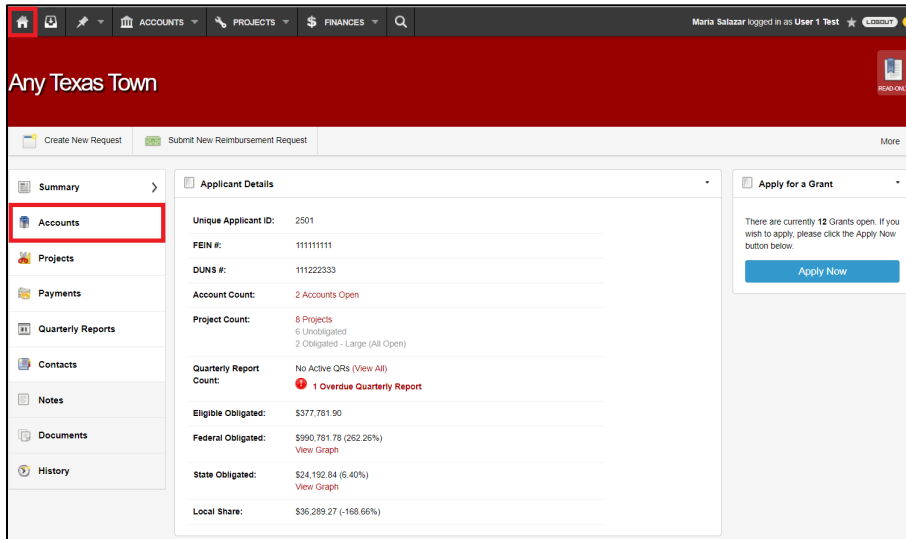 ACCOUNTS PROJECTS $ FINANCES Maria Salazar logged in as User 1 Test LOGOUT
Any Texas Town
READ-ONLY
Create New Request Submit New Reimbursement Request More
Summary
Accounts
Projects
Payments
Quarterly Reports
Contacts
Notes
Documents
History
Applicant Details
Unique Applicant ID: 2501
FEIN #: 111111111
DUNS #: 111222333
Account Count: 2 Accounts Open
Project Count: 8 Projects
6 Unobligated
2 Obligated - Large (All Open)
Quarterly Report No Active QRs (View All)
Count: 1 Overdue Quarterly Report
Eligible Obligated: $377,781.90
Federal Obligated: $990,781.78 (262.26%)
View Graph
State Obligated: $24,192.84 (6.40%)
View Graph
Local Share: $36,289.27 (-168.66%)
Apply for a Grant
There are currently 12 Grants open. If you
wish to apply, please click the Apply Now
button below.
Apply Now